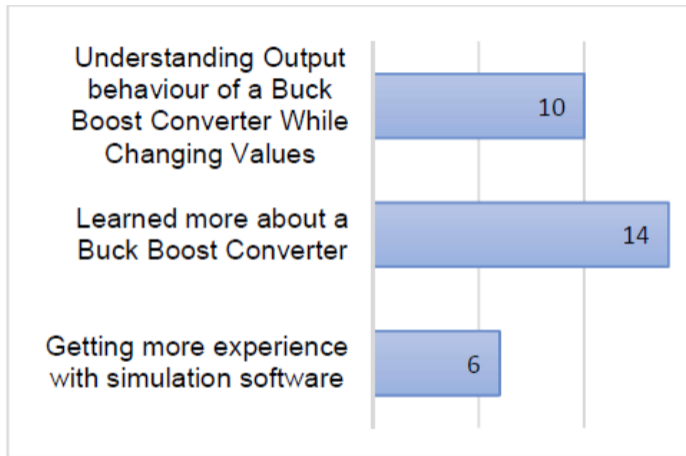 Understanding Output
behaviour of a Buck
Boost Converter While
Changing Values
10
Learned more about a
Buck Boost Converter
14
Getting more experience
with simulation software
6